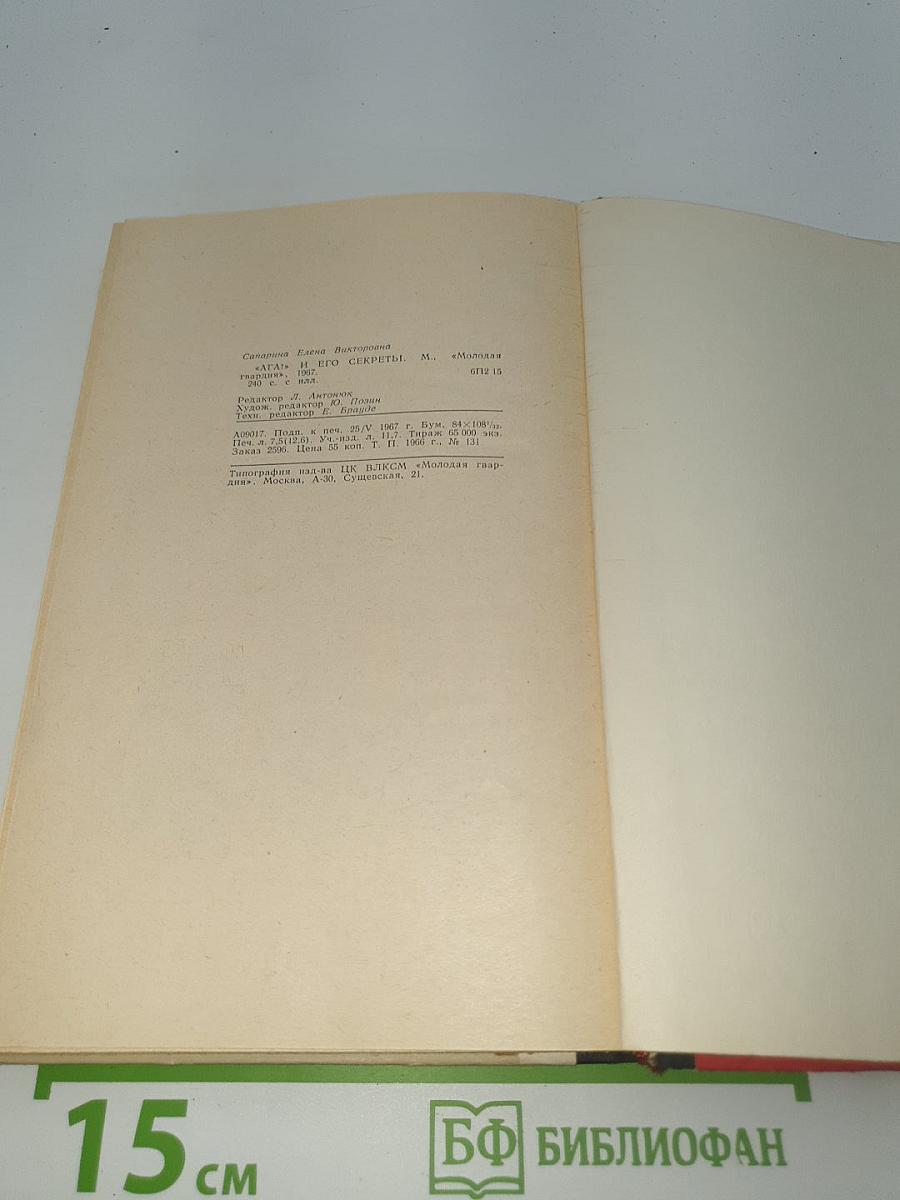 Сапарина Елена Викторовна
«АГА!» И ЕГО СЕКРЕТЫ. М., «Молодая
гвардия», 1967.
240 с. с илл. 6П2 15
Редактор Л. Антонюк
Худож. редактор Ю. Позин
Техн. редактор Е. Брауде
А09017. Подп. к печ. 25/V 1967 г. Бум. 84×108¹/₃₂.
Печ. л. 7,5(12,6). Уч.-изд. л. 11,7. Тираж 65 000 экз.
Заказ 2596. Цена 55 коп. Т. П. 1966 г., № 131
Типография изд-ва ЦК ВЛКСМ «Молодая гвар-
дия». Москва, А-30, Сущевская, 21.
15 см
БФ БИБЛИОФАН